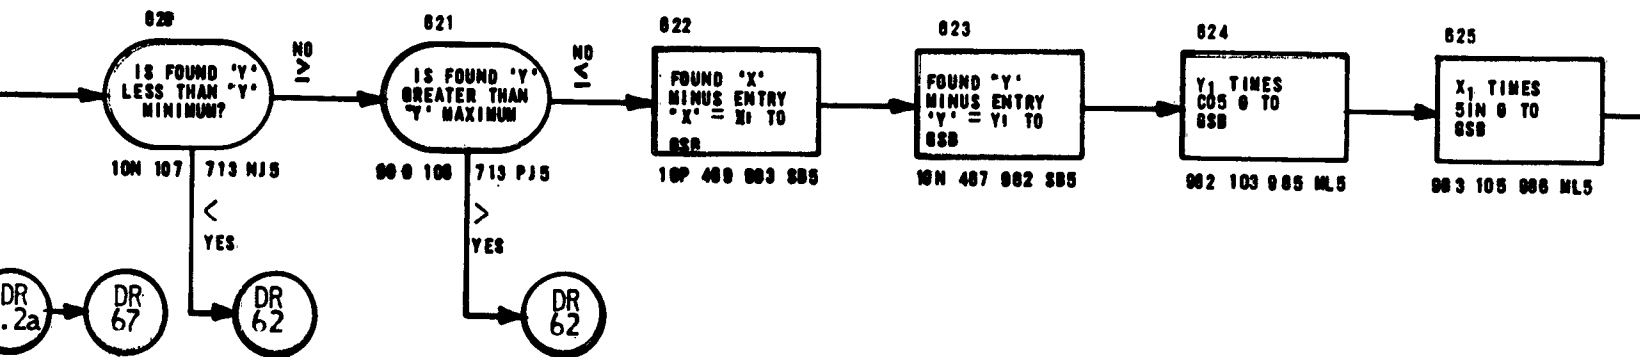 620
IS FOUND 'Y'
LESS THAN "Y"
MINIMUM?
10N 107 713 NJ5
NO
≥
<
YES
621
IS FOUND 'Y'
GREATER THAN
"Y" MAXIMUM
108 713 PJ5
NO
≤
>
YES
622
FOUND 'X'
MINUS ENTRY
"X' = X1 TO
GSB
10P 469 983 SB5
623
FOUND "Y'
MINUS ENTRY
'Y' = Y1 TO
GSB
10N 467 982 SB5
624
Y1 TIMES
COS θ TO
GSB
982 103 985 ML5
625
X1 TIMES
SIN θ TO
GSB
983 105 986 ML5
DR
.2a
DR
67
DR
62
DR
62